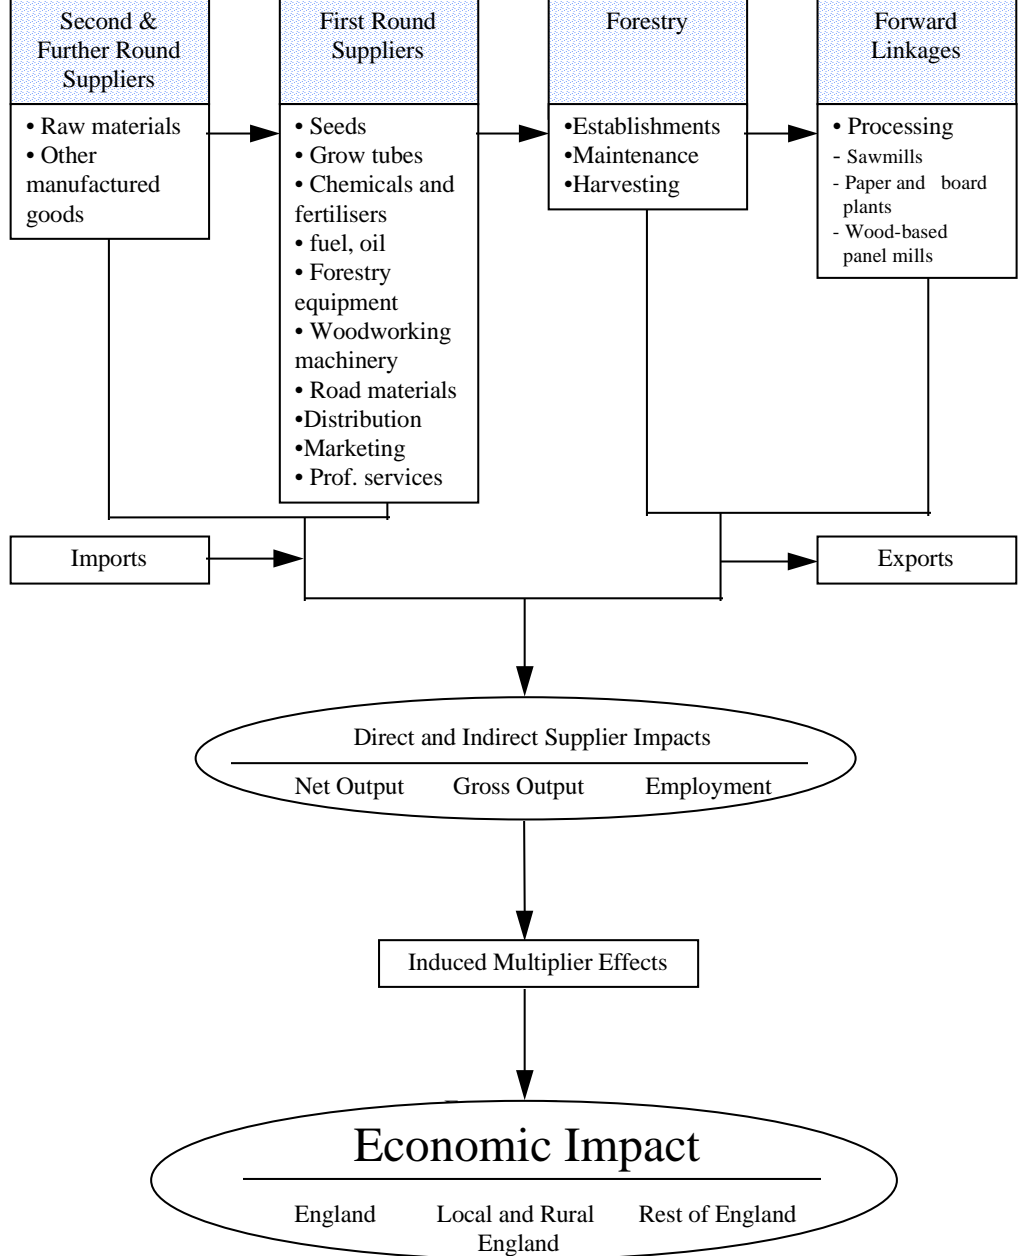 Second &
Further Round
Suppliers
• Raw materials
• Other
manufactured
goods
First Round
Suppliers
• Seeds
• Grow tubes
• Chemicals and
fertilisers
• fuel, oil
• Forestry
equipment
• Woodworking
machinery
• Road materials
•Distribution
•Marketing
• Prof. services
Forestry
•Establishments
•Maintenance
•Harvesting
Forward
Linkages
• Processing
- Sawmills
- Paper and board
plants
- Wood-based
panel mills
Imports
Exports
Direct and Indirect Supplier Impacts
Net Output Gross Output Employment
Induced Multiplier Effects
Economic Impact
England
Local and Rural
England
Rest of England